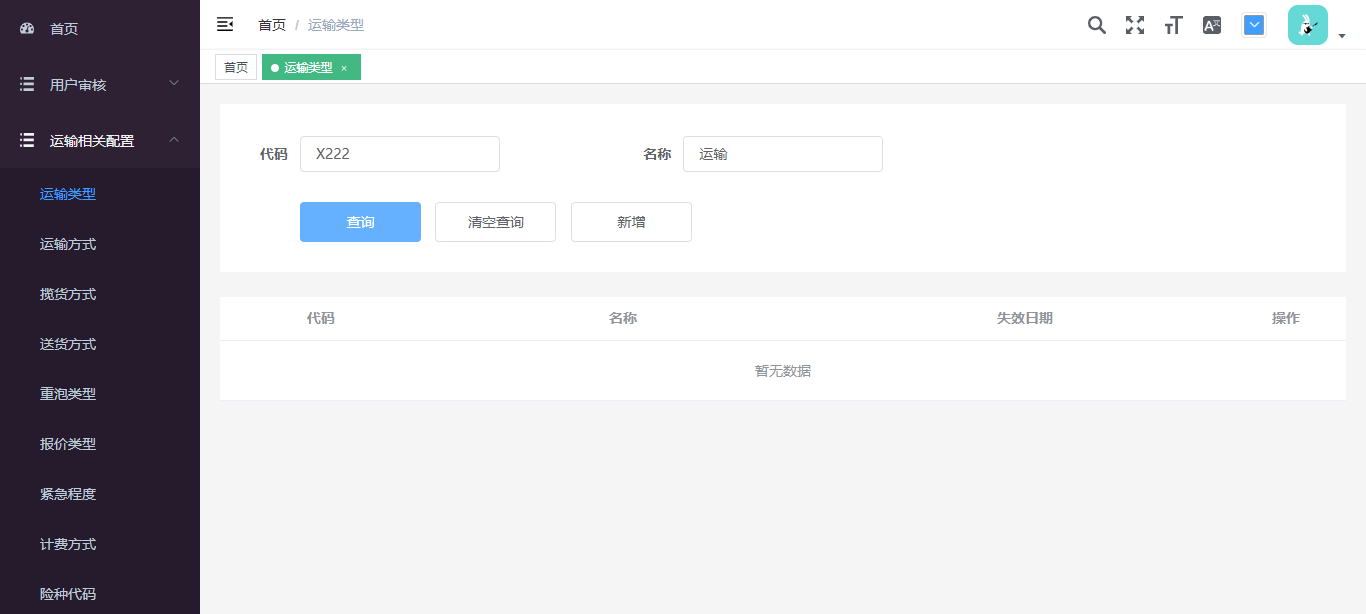 首页
用户审核
运输相关配置
运输类型
运输方式
揽货方式
送货方式
重泡类型
报价类型
紧急程度
计费方式
险种代码
首页 / 运输类型
首页 运输类型 ×
代码 X222 名称 运输
查询 清空查询 新增
代码 名称 失效日期 操作
暂无数据